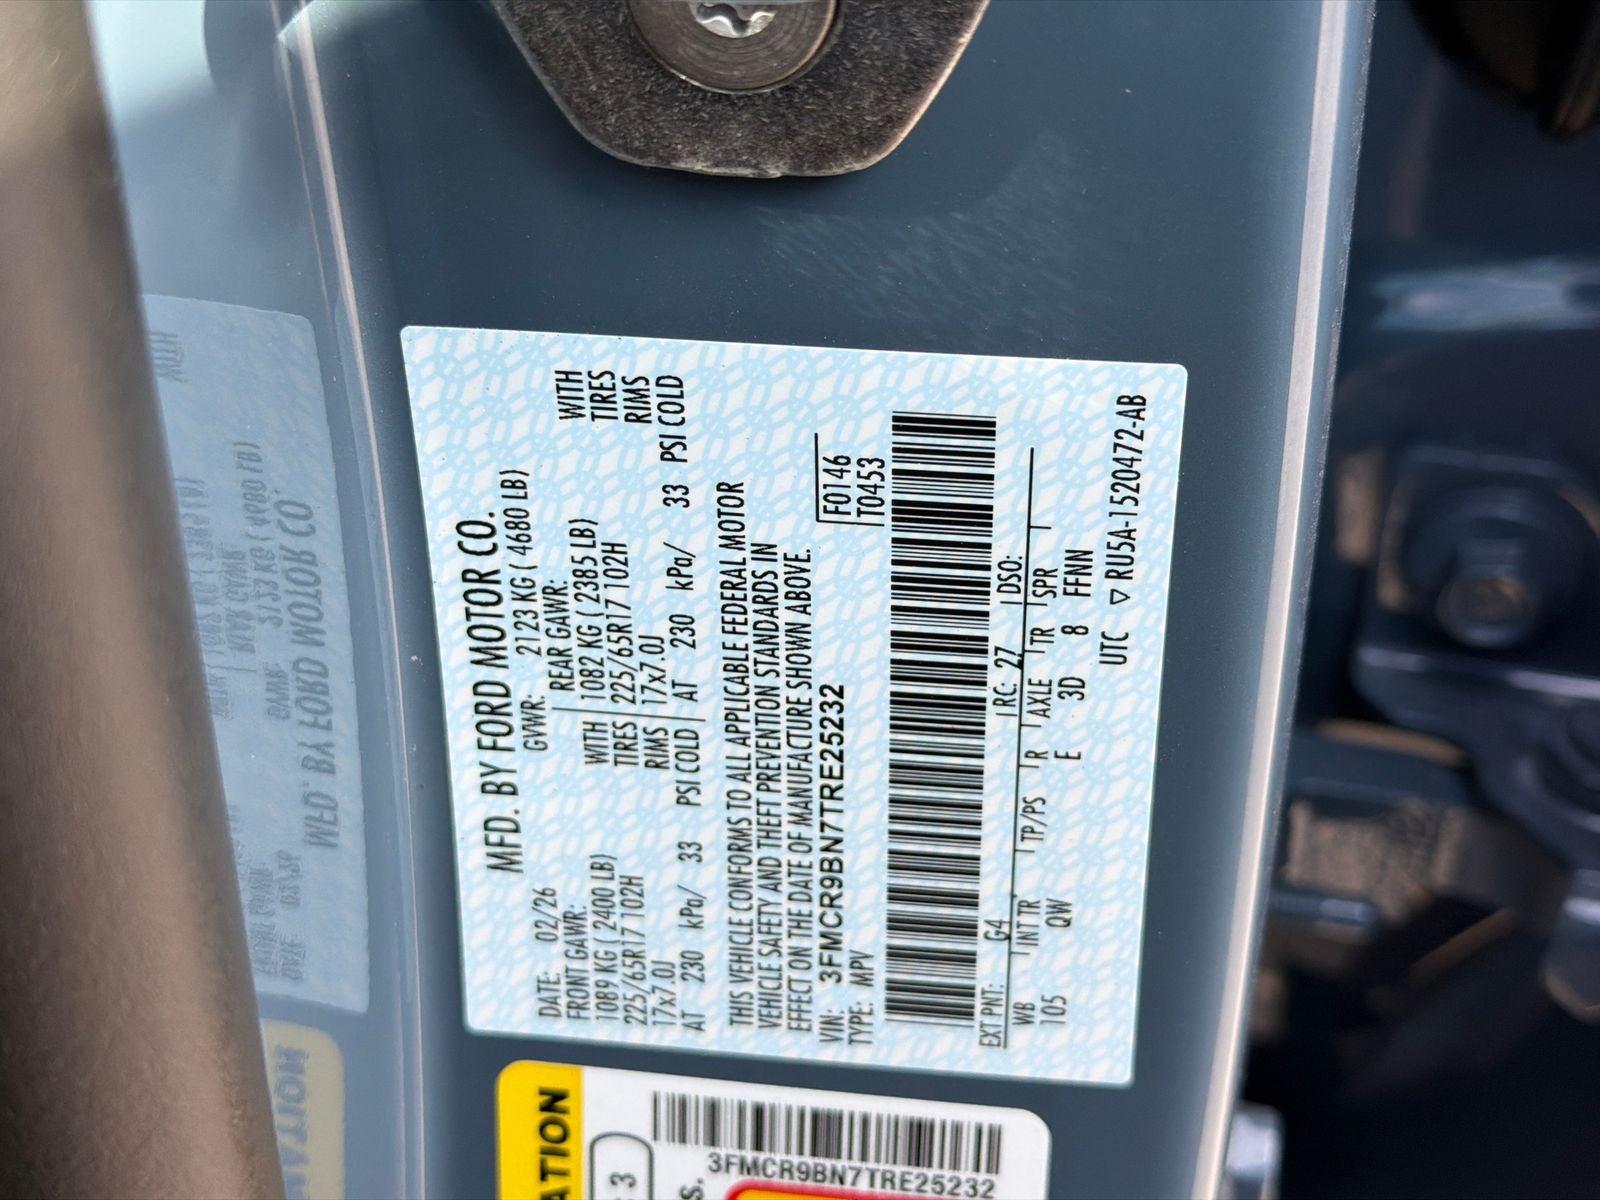 MFD. BY FORD MOTOR CO.
DATE: 02/26 GVWR: 2123 KG ( 4680 LB)
FRONT GAWR: REAR GAWR:
1089 KG ( 2400 LB) WITH 1082 KG ( 2385 LB) WITH
225/65R17 102H TIRES 225/65R17 102H TIRES
17x7.0J RIMS 17x7.0J RIMS
AT 230 kPa/ 33 PSI COLD AT 230 kPa/ 33 PSI COLD
THIS VEHICLE CONFORMS TO ALL APPLICABLE FEDERAL MOTOR
VEHICLE SAFETY AND THEFT PREVENTION STANDARDS IN
EFFECT ON THE DATE OF MANUFACTURE SHOWN ABOVE.
VIN: 3FMCR9BN7TRE25232 F0146
TYPE: MPV T0453
EXT PNT: G4 RC: 27 DSO:
WB INT TR TP/PS R AXLE TR SPR
105 QW E 3D 8 FFNN
UTC ▽ RU5A-1520472-AB
ATION
3
S.
3FMCR9BN7TRE25232